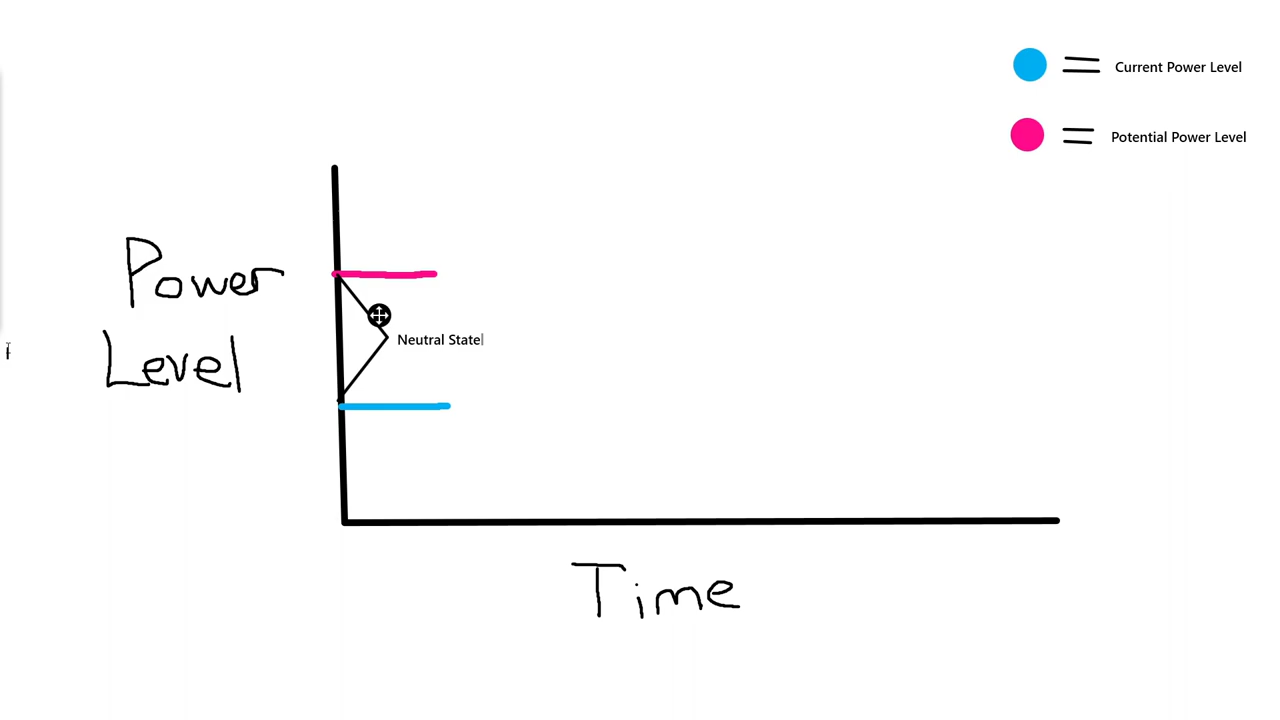 Current Power Level
Potential Power Level
Power
Level
Neutral State
Time